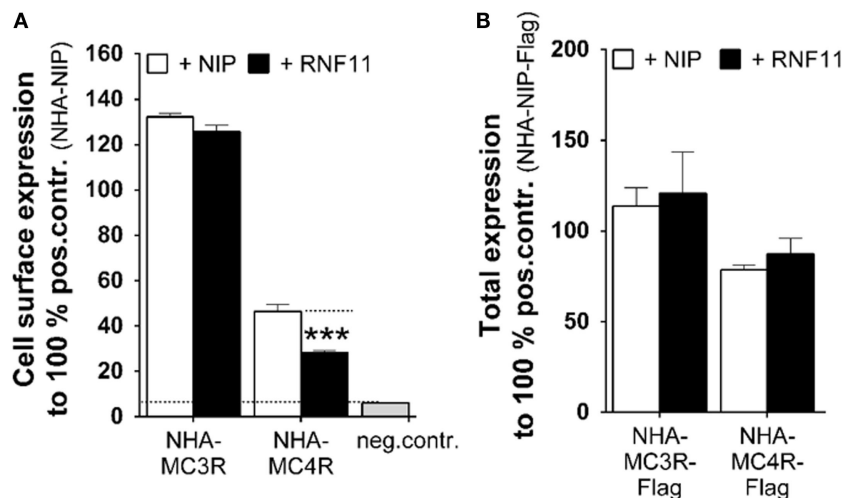 A
Cell surface expression
to 100 % pos.contr. (NHA-NIP)
160
140
120
100
80
60
40
20
0
+ NIP
+ RNF11
***
NHA-
MC3R
NHA-
MC4R
neg.contr.
B
Total expression
to 100 % pos.contr. (NHA-NIP-Flag)
200
150
100
50
0
+ NIP
+ RNF11
NHA-
MC3R-
Flag
NHA-
MC4R-
Flag